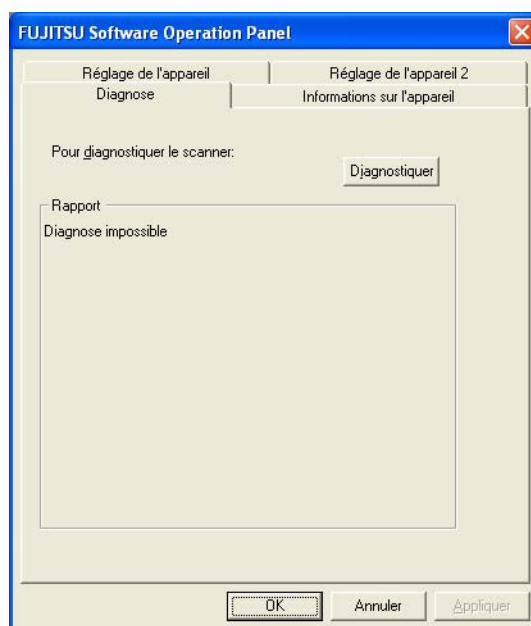 FUJITSU Software Operation Panel
Réglage de l'appareil
Réglage de l'appareil 2
Diagnose
Informations sur l'appareil
Pour diagnostiquer le scanner:
Diagnostiquer
Rapport
Diagnose impossible
OK
Annuler
Appliquer